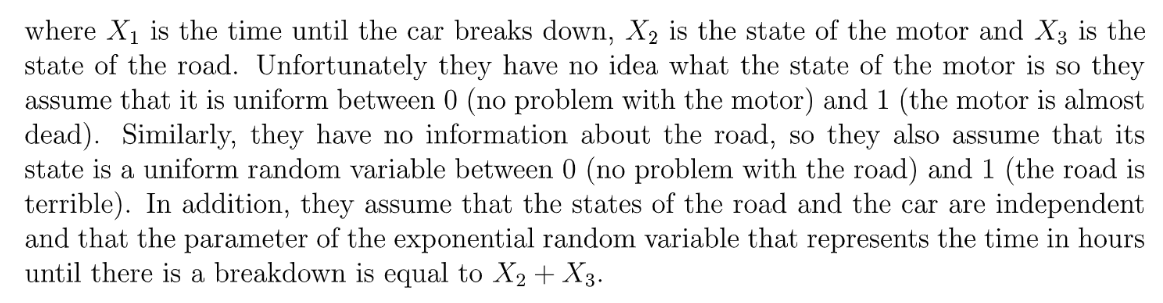 where X₁ is the time until the car breaks down, X₂ is the state of the motor and X₃ is the
state of the road. Unfortunately they have no idea what the state of the motor is so they
assume that it is uniform between 0 (no problem with the motor) and 1 (the motor is almost
dead). Similarly, they have no information about the road, so they also assume that its
state is a uniform random variable between 0 (no problem with the road) and 1 (the road is
terrible). In addition, they assume that the states of the road and the car are independent
and that the parameter of the exponential random variable that represents the time in hours
until there is a breakdown is equal to X₂ + X₃.